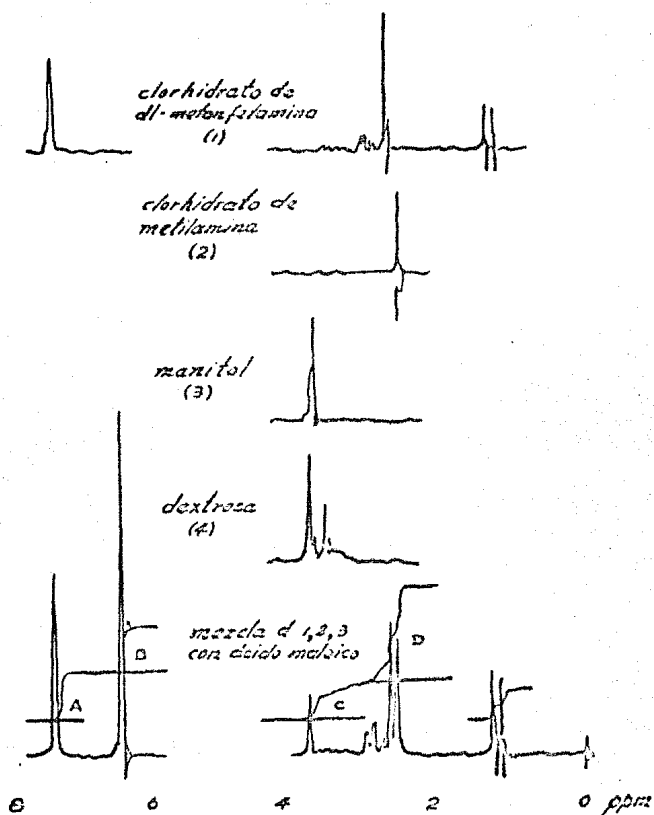 clorhidrato de
dl-metanfetamina
(1)
clorhidrato de
metilamina
(2)
manitol
(3)
dextrosa
(4)
mezcla d 1,2,3
con ácido maleico
A
B
C
D
8 6 4 2 0 ppm